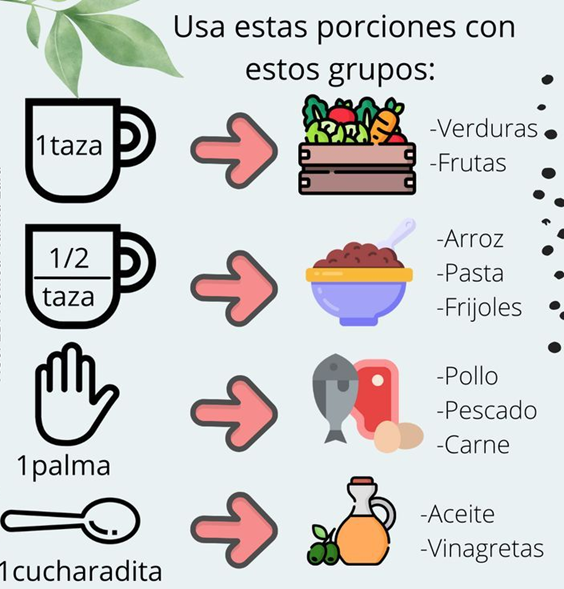 Usa estas porciones con
estos grupos:
1taza
-Verduras
-Frutas
1/2
taza
-Arroz
-Pasta
-Frijoles
1palma
-Pollo
-Pescado
-Carne
1cucharadita
-Aceite
-Vinagretas